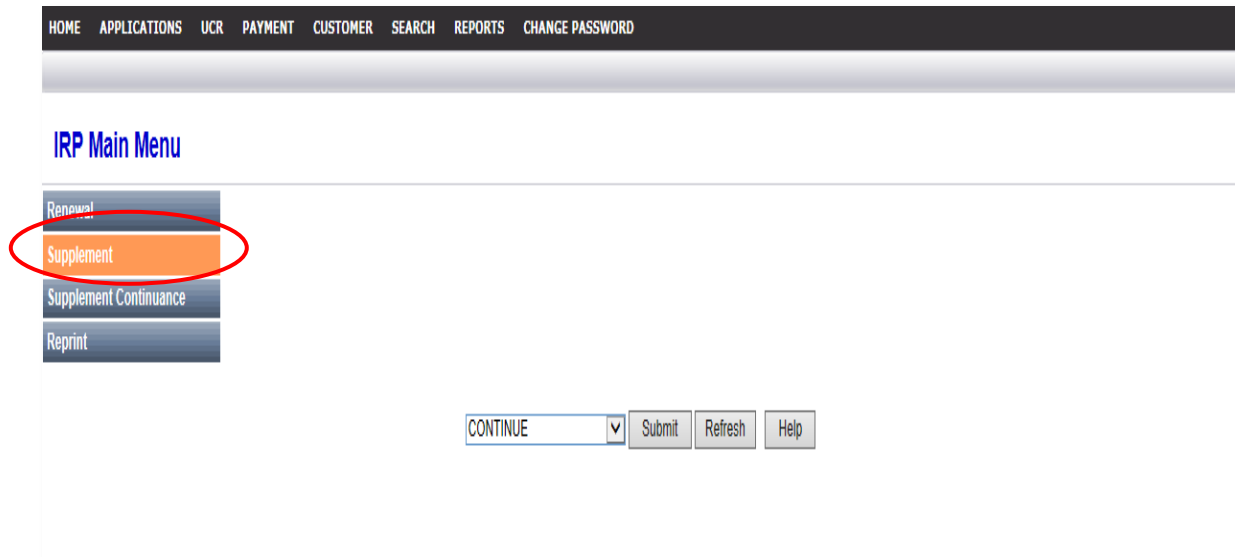 HOME APPLICATIONS UCR PAYMENT CUSTOMER SEARCH REPORTS CHANGE PASSWORD
IRP Main Menu
Renewal
Supplement
Supplement Continuance
Reprint
CONTINUE Submit Refresh Help